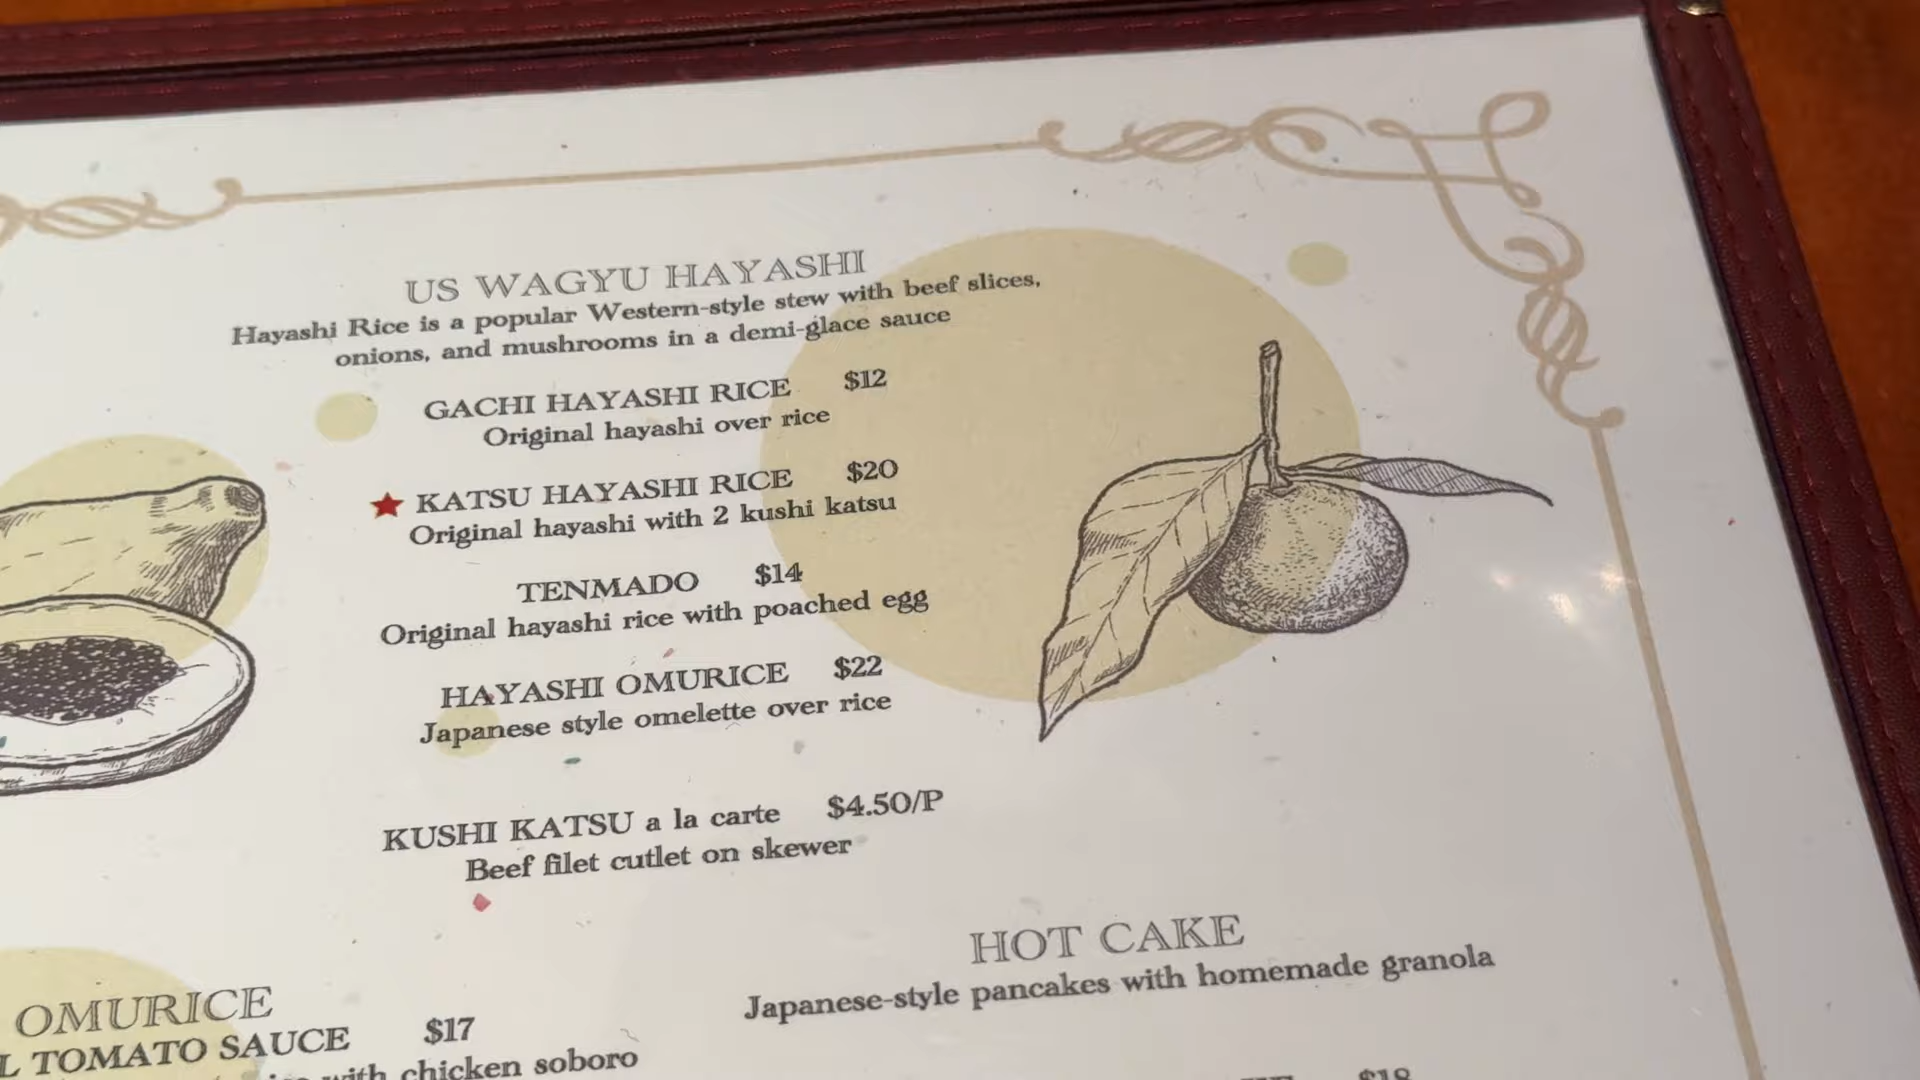 US WAGYU HAYASHI
Hayashi Rice is a popular Western-style stew with beef slices,
onions, and mushrooms in a demi-glace sauce
GACHI HAYASHI RICE $12
Original hayashi over rice
KATSU HAYASHI RICE $20
Original hayashi with 2 kushi katsu
TENMADO $14
Original hayashi rice with poached egg
HAYASHI OMURICE $22
Japanese style omelette over rice
KUSHI KATSU a la carte $4.50/P
Beef filet cutlet on skewer
HOT CAKE
Japanese-style pancakes with homemade granola
$18
OMURICE
TOMATO SAUCE $17
with chicken soboro